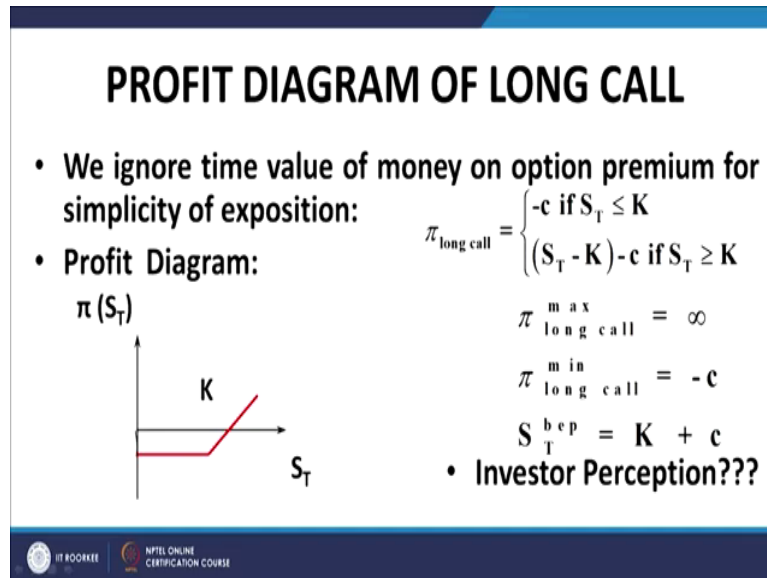 PROFIT DIAGRAM OF LONG CALL
• We ignore time value of money on option premium for
simplicity of exposition:
π long call = { -c if S_T ≤ K
(S_T - K) - c if S_T ≥ K
• Profit Diagram:
π (S_T)
K
S_T
π max long call = ∞
π min long call = - c
S bep T = K + c
• Investor Perception???
IIT ROORKEE
NPTEL ONLINE
CERTIFICATION COURSE